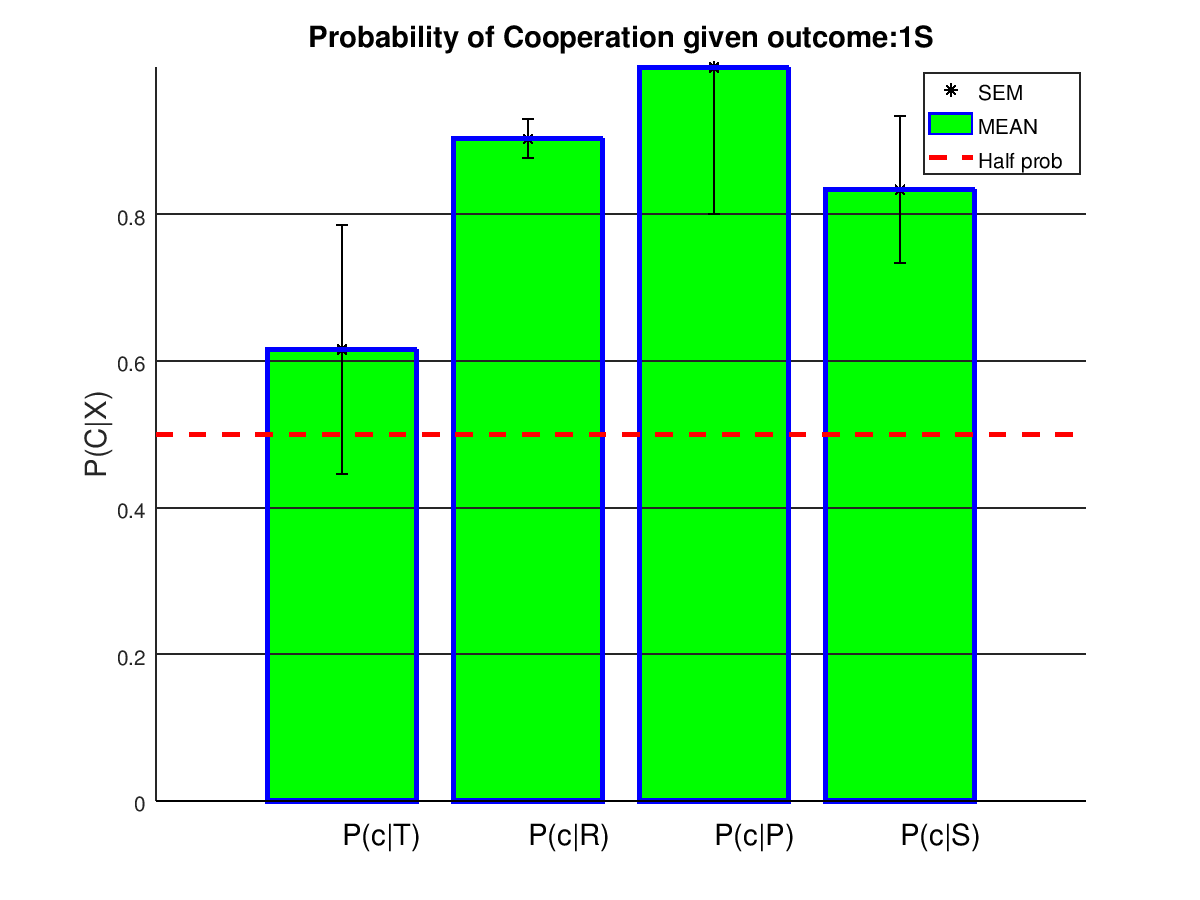 Probability of Cooperation given outcome:1S
SEM
MEAN
Half prob
P(C|X)
0.8
0.6
0.4
0.2
0
P(c|T)
P(c|R)
P(c|P)
P(c|S)